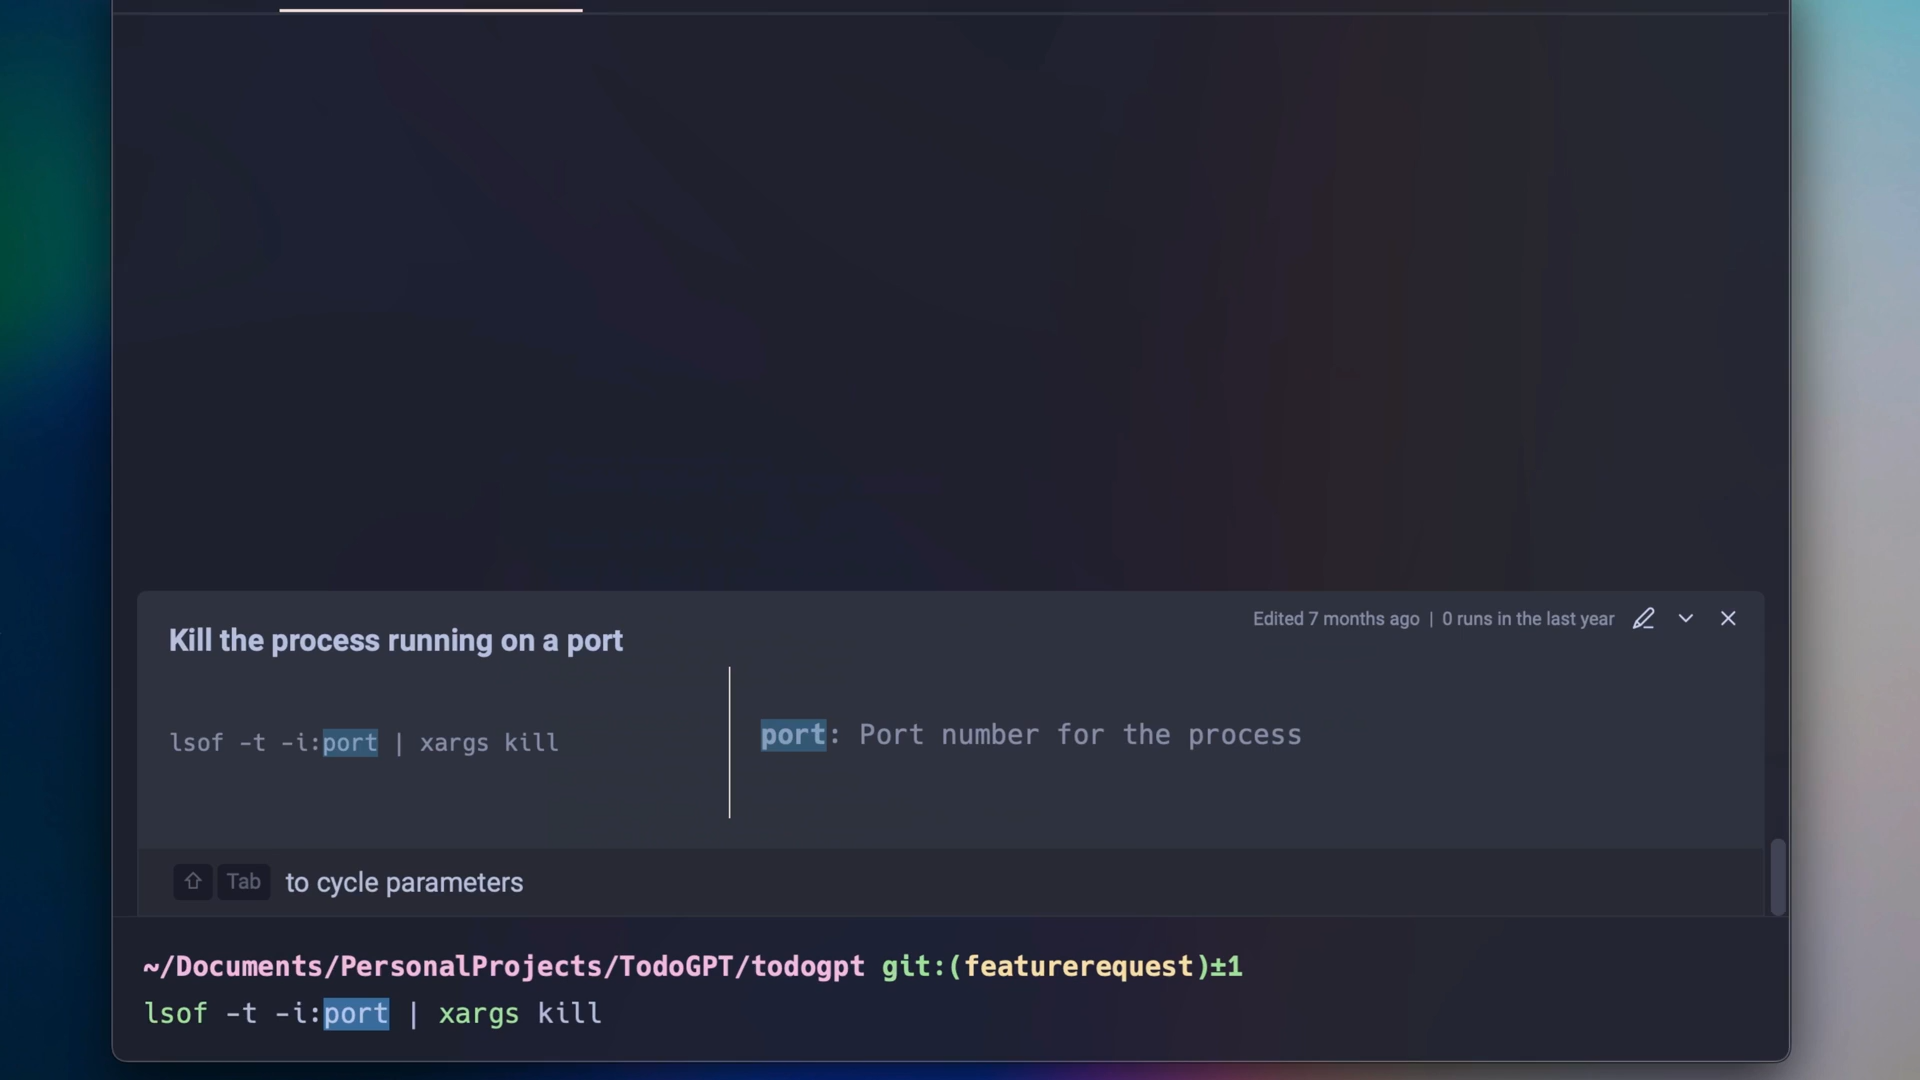 Kill the process running on a port
Edited 7 months ago | 0 runs in the last year
lsof -t -i:port | xargs kill
port: Port number for the process
Tab to cycle parameters
~/Documents/PersonalProjects/TodoGPT/todogpt git:(featurerequest)±1
lsof -t -i:port | xargs kill